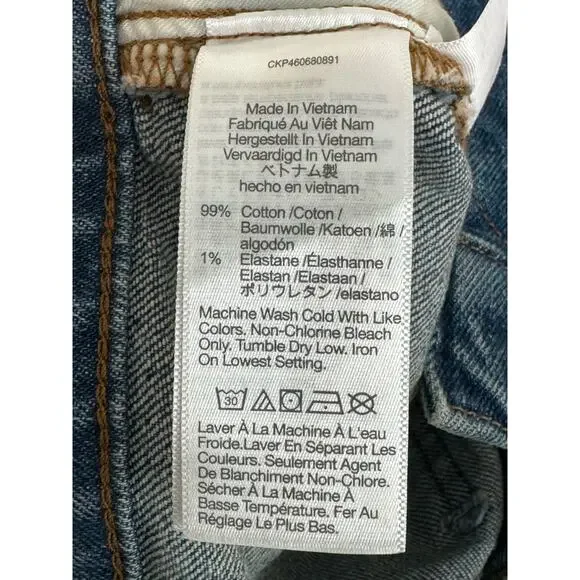 CKP460680891
Made In Vietnam
Fabriqué Au Viêt Nam
Hergestellt In Vietnam
Vervaardigd In Vietnam
ベトナム製
hecho en vietnam
99% Cotton /Coton /
Baumwolle /Katoen /綿 /
algodón
1% Elastane /Élasthanne /
Elastan /Elastaan /
ポリウレタン /elastano
Machine Wash Cold With Like
Colors. Non-Chlorine Bleach
Only. Tumble Dry Low. Iron
On Lowest Setting.
30
Laver À La Machine À L'eau
Froide.Laver En Séparant Les
Couleurs. Seulement Agent
De Blanchiment Non-Chlore.
Sécher À La Machine À
Basse Température. Fer Au
Réglage Le Plus Bas.